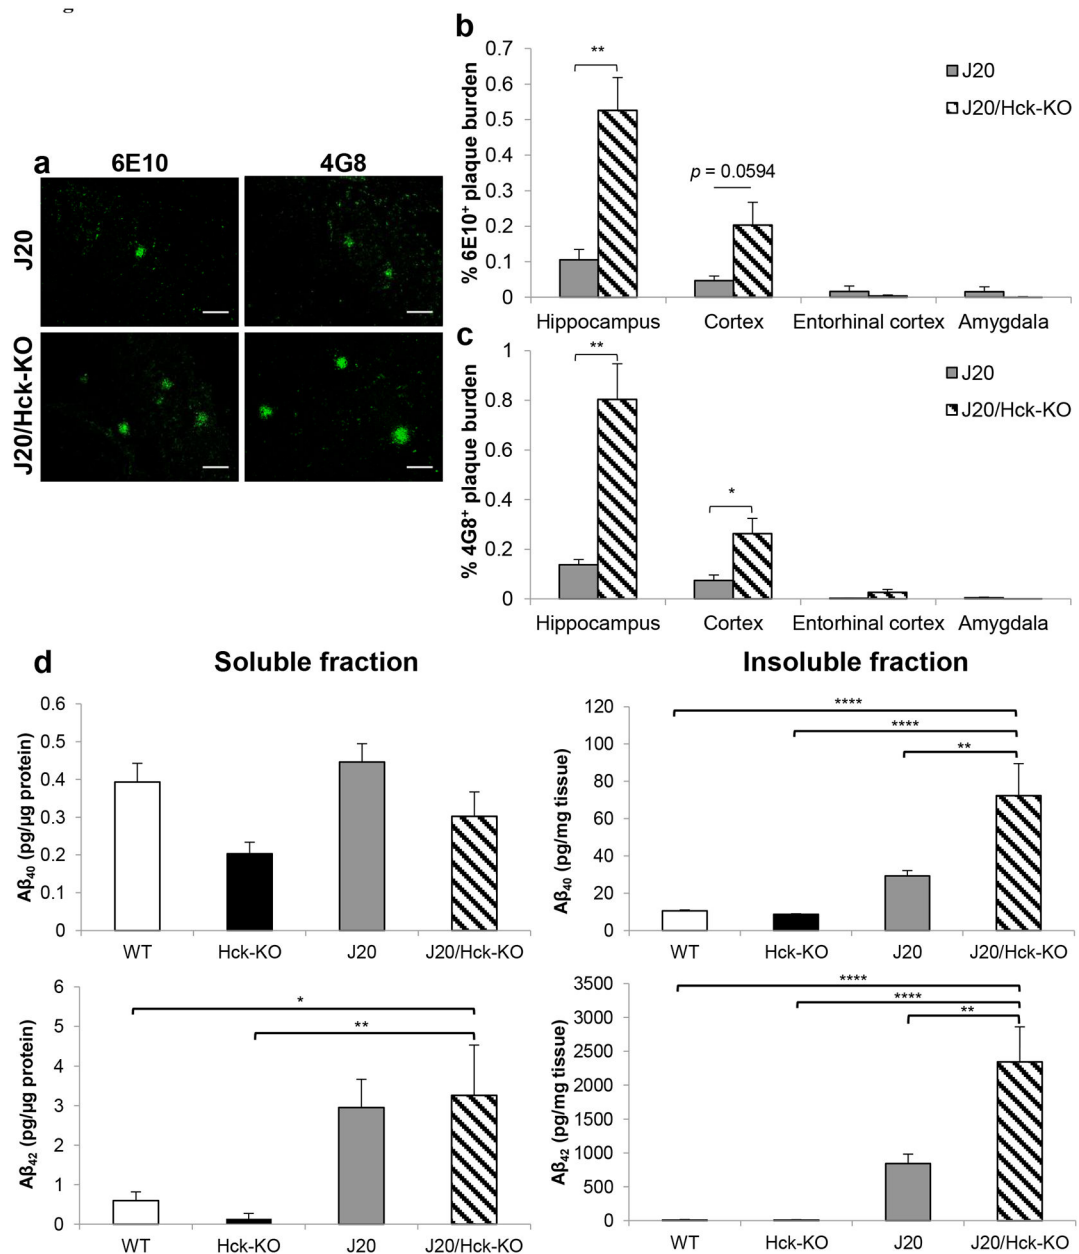 a
6E10 4G8
J20
J20/Hck-KO
b
% 6E10⁺ plaque burden
0.7
0.6
0.5
0.4
0.3
0.2
0.1
0
**
p = 0.0594
J20
J20/Hck-KO
Hippocampus Cortex Entorhinal cortex Amygdala
c
% 4G8⁺ plaque burden
1
0.8
0.6
0.4
0.2
0
**
*
J20
J20/Hck-KO
Hippocampus Cortex Entorhinal cortex Amygdala
d
Soluble fraction
Aβ₄₀ (pg/µg protein)
0.6
0.5
0.4
0.3
0.2
0.1
0
WT Hck-KO J20 J20/Hck-KO
Insoluble fraction
Aβ₄₀ (pg/mg tissue)
120
100
80
60
40
20
0
****
****
**
WT Hck-KO J20 J20/Hck-KO
Aβ₄₂ (pg/µg protein)
6
5
4
3
2
1
0
*
**
WT Hck-KO J20 J20/Hck-KO
Aβ₄₂ (pg/mg tissue)
3500
3000
2500
2000
1500
1000
500
0
****
****
**
WT Hck-KO J20 J20/Hck-KO